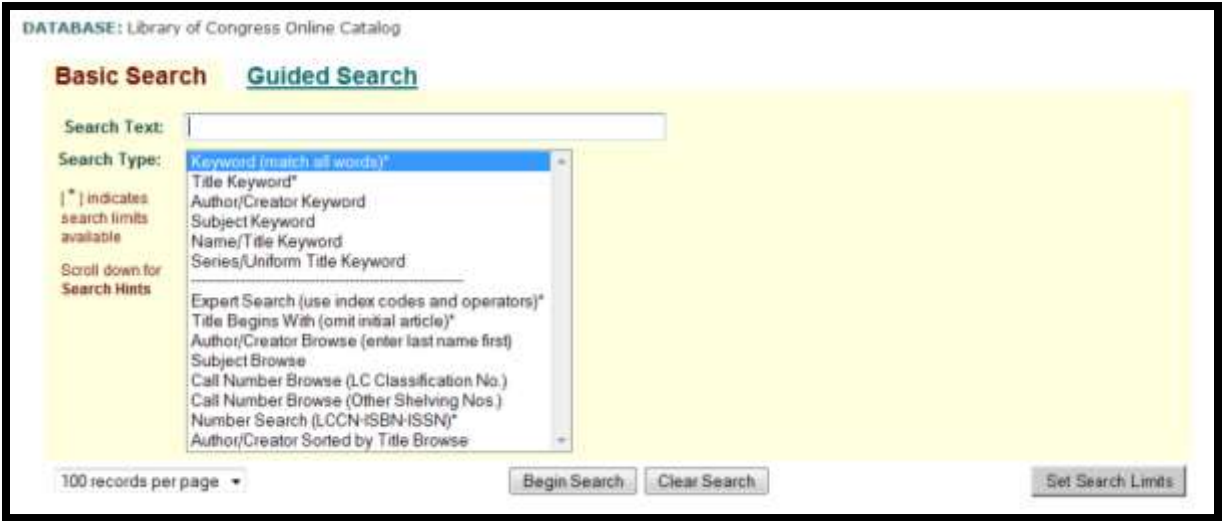 DATABASE: Library of Congress Online Catalog
Basic Search Guided Search
Search Text:
Search Type:
Keyword (match all words)*
Title Keyword*
Author/Creator Keyword
Subject Keyword
Name/Title Keyword
Series/Uniform Title Keyword
-----------------------------------------------------------
Expert Search (use index codes and operators)*
Title Begins With (omit initial article)*
Author/Creator Browse (enter last name first)
Subject Browse
Call Number Browse (LC Classification No.)
Call Number Browse (Other Shelving Nos.)
Number Search (LCCN-ISBN-ISSN)*
Author/Creator Sorted by Title Browse
[ * ] indicates
search limits
available
Scroll down for
Search Hints
100 records per page Begin Search Clear Search Set Search Limits